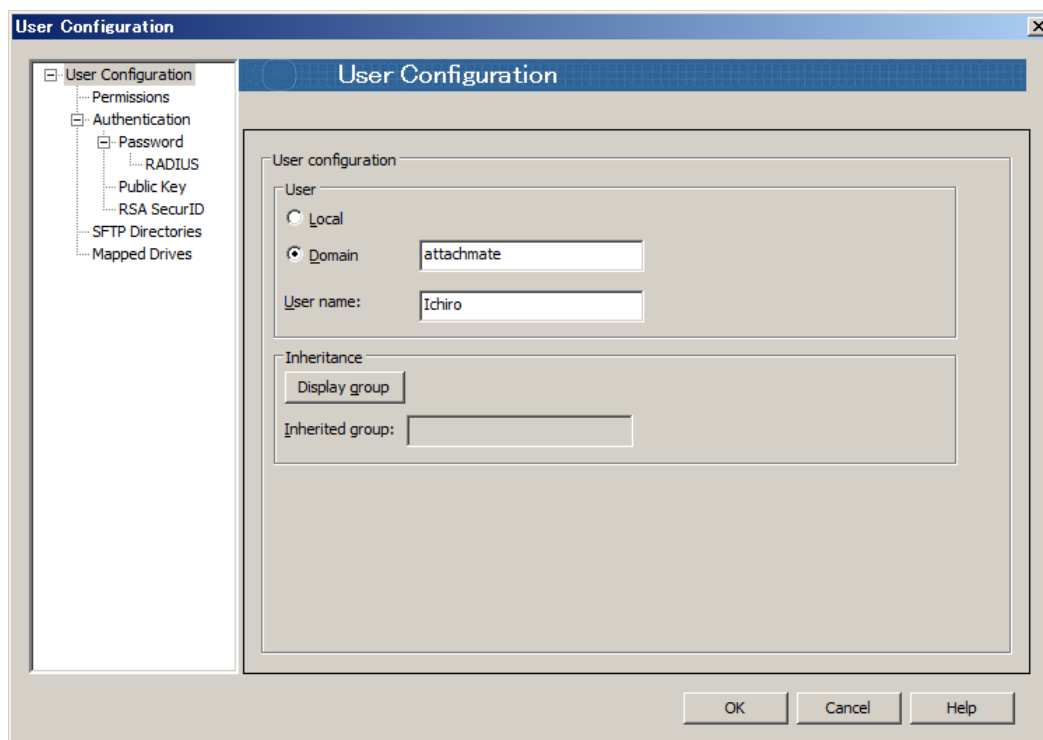 User Configuration
User Configuration
Permissions
Authentication
Password
RADIUS
Public Key
RSA SecurID
SFTP Directories
Mapped Drives
User Configuration
User configuration
User
Local
Domain attachmate
User name: Ichiro
Inheritance
Display group
Inherited group:
OK Cancel Help